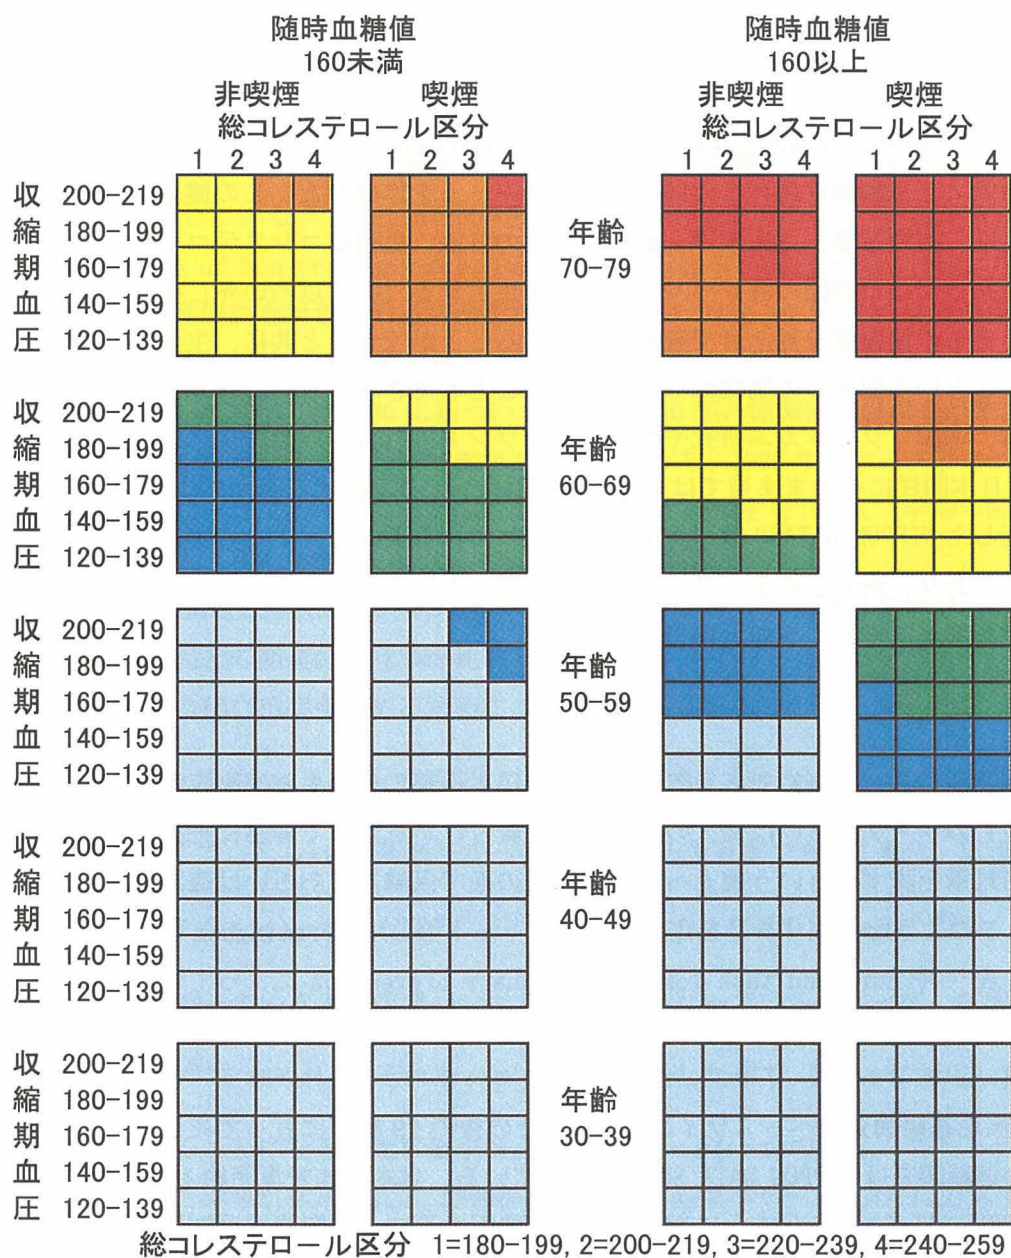 随時血糖値 随時血糖値
160未満 160以上
非喫煙 喫煙 非喫煙 喫煙
総コレステロール区分 総コレステロール区分
1 2 3 4 1 2 3 4 1 2 3 4 1 2 3 4
収 200-219
縮 180-199 年齢
期 160-179 70-79
血 140-159
圧 120-139
収 200-219
縮 180-199 年齢
期 160-179 60-69
血 140-159
圧 120-139
収 200-219
縮 180-199 年齢
期 160-179 50-59
血 140-159
圧 120-139
収 200-219
縮 180-199 年齢
期 160-179 40-49
血 140-159
圧 120-139
収 200-219
縮 180-199 年齢
期 160-179 30-39
血 140-159
圧 120-139
総コレステロール区分 1=180-199, 2=200-219, 3=220-239, 4=240-259